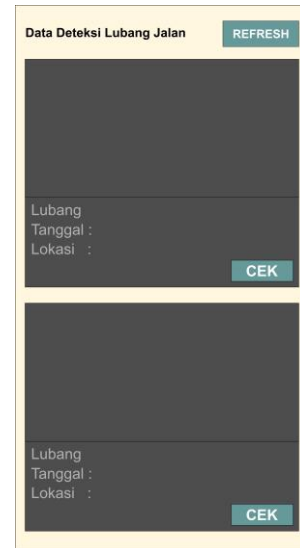 Data Deteksi Lubang Jalan REFRESH
Lubang
Tanggal :
Lokasi :
CEK
Lubang
Tanggal :
Lokasi :
CEK